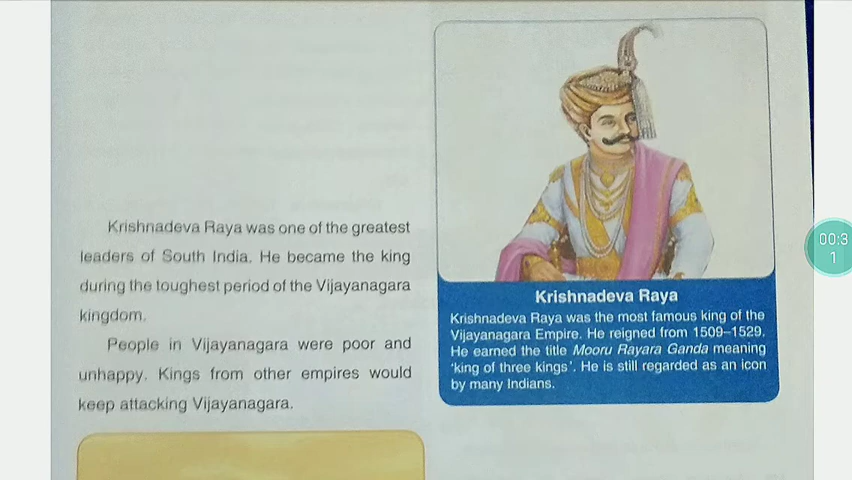 Krishnadeva Raya was one of the greatest
leaders of South India. He became the king
during the toughest period of the Vijayanagara
kingdom.
People in Vijayanagara were poor and
unhappy. Kings from other empires would
keep attacking Vijayanagara.
Krishnadeva Raya
Krishnadeva Raya was the most famous king of the
Vijayanagara Empire. He reigned from 1509–1529.
He earned the title Mooru Rayara Ganda meaning
‘king of three kings’. He is still regarded as an icon
by many Indians.
00:3
1